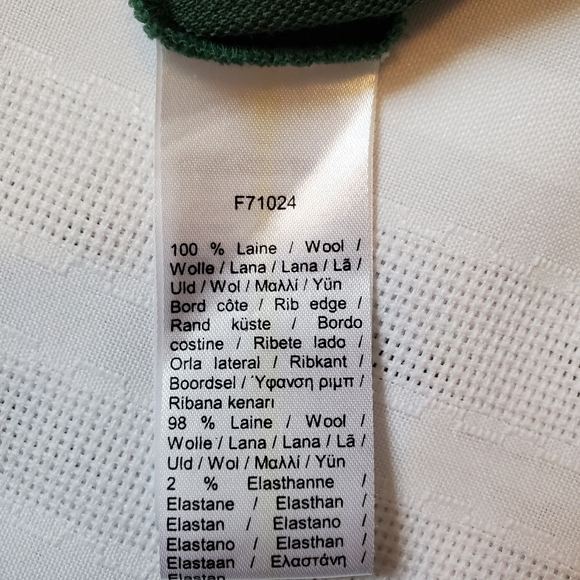 F71024
100 % Laine / Wool /
Wolle / Lana / Lana / Lã /
Uld / Wol / Μαλλί / Yün
Bord côte / Rib edge /
Rand küste / Bordo
costine / Ribete lado /
Orla lateral / Ribkant /
Boordsel / Ύφανση ριμπ /
Ribana kenarı
98 % Laine / Wool /
Wolle / Lana / Lana / Lã /
Uld / Wol / Μαλλί / Yün
2 % Elasthanne /
Elastane / Elasthan /
Elastan / Elastano /
Elastano / Elasthan /
Elastaan / Ελαστάνη /
Elastan